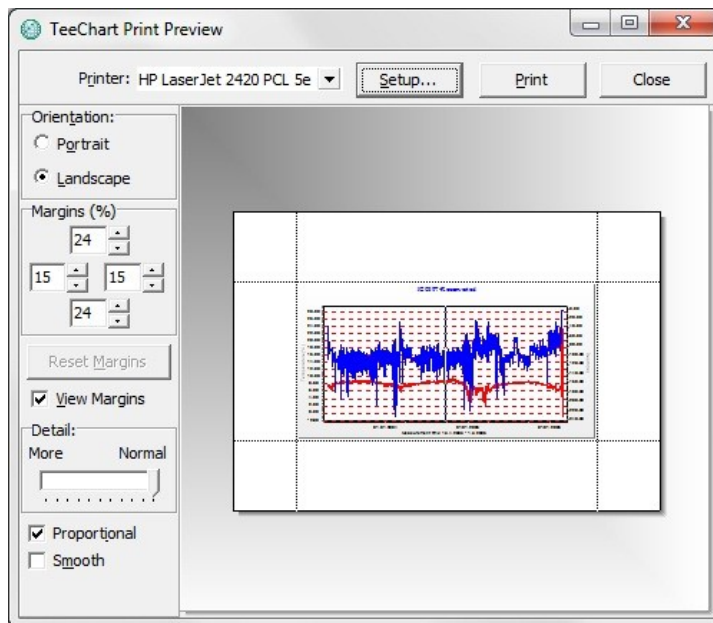 TeeChart Print Preview
Printer: HP LaserJet 2420 PCL 5e Setup... Print Close
Orientation:
Portrait
Landscape
Margins (%)
24
15 15
24
Reset Margins
View Margins
Detail:
More Normal
Proportional
Smooth